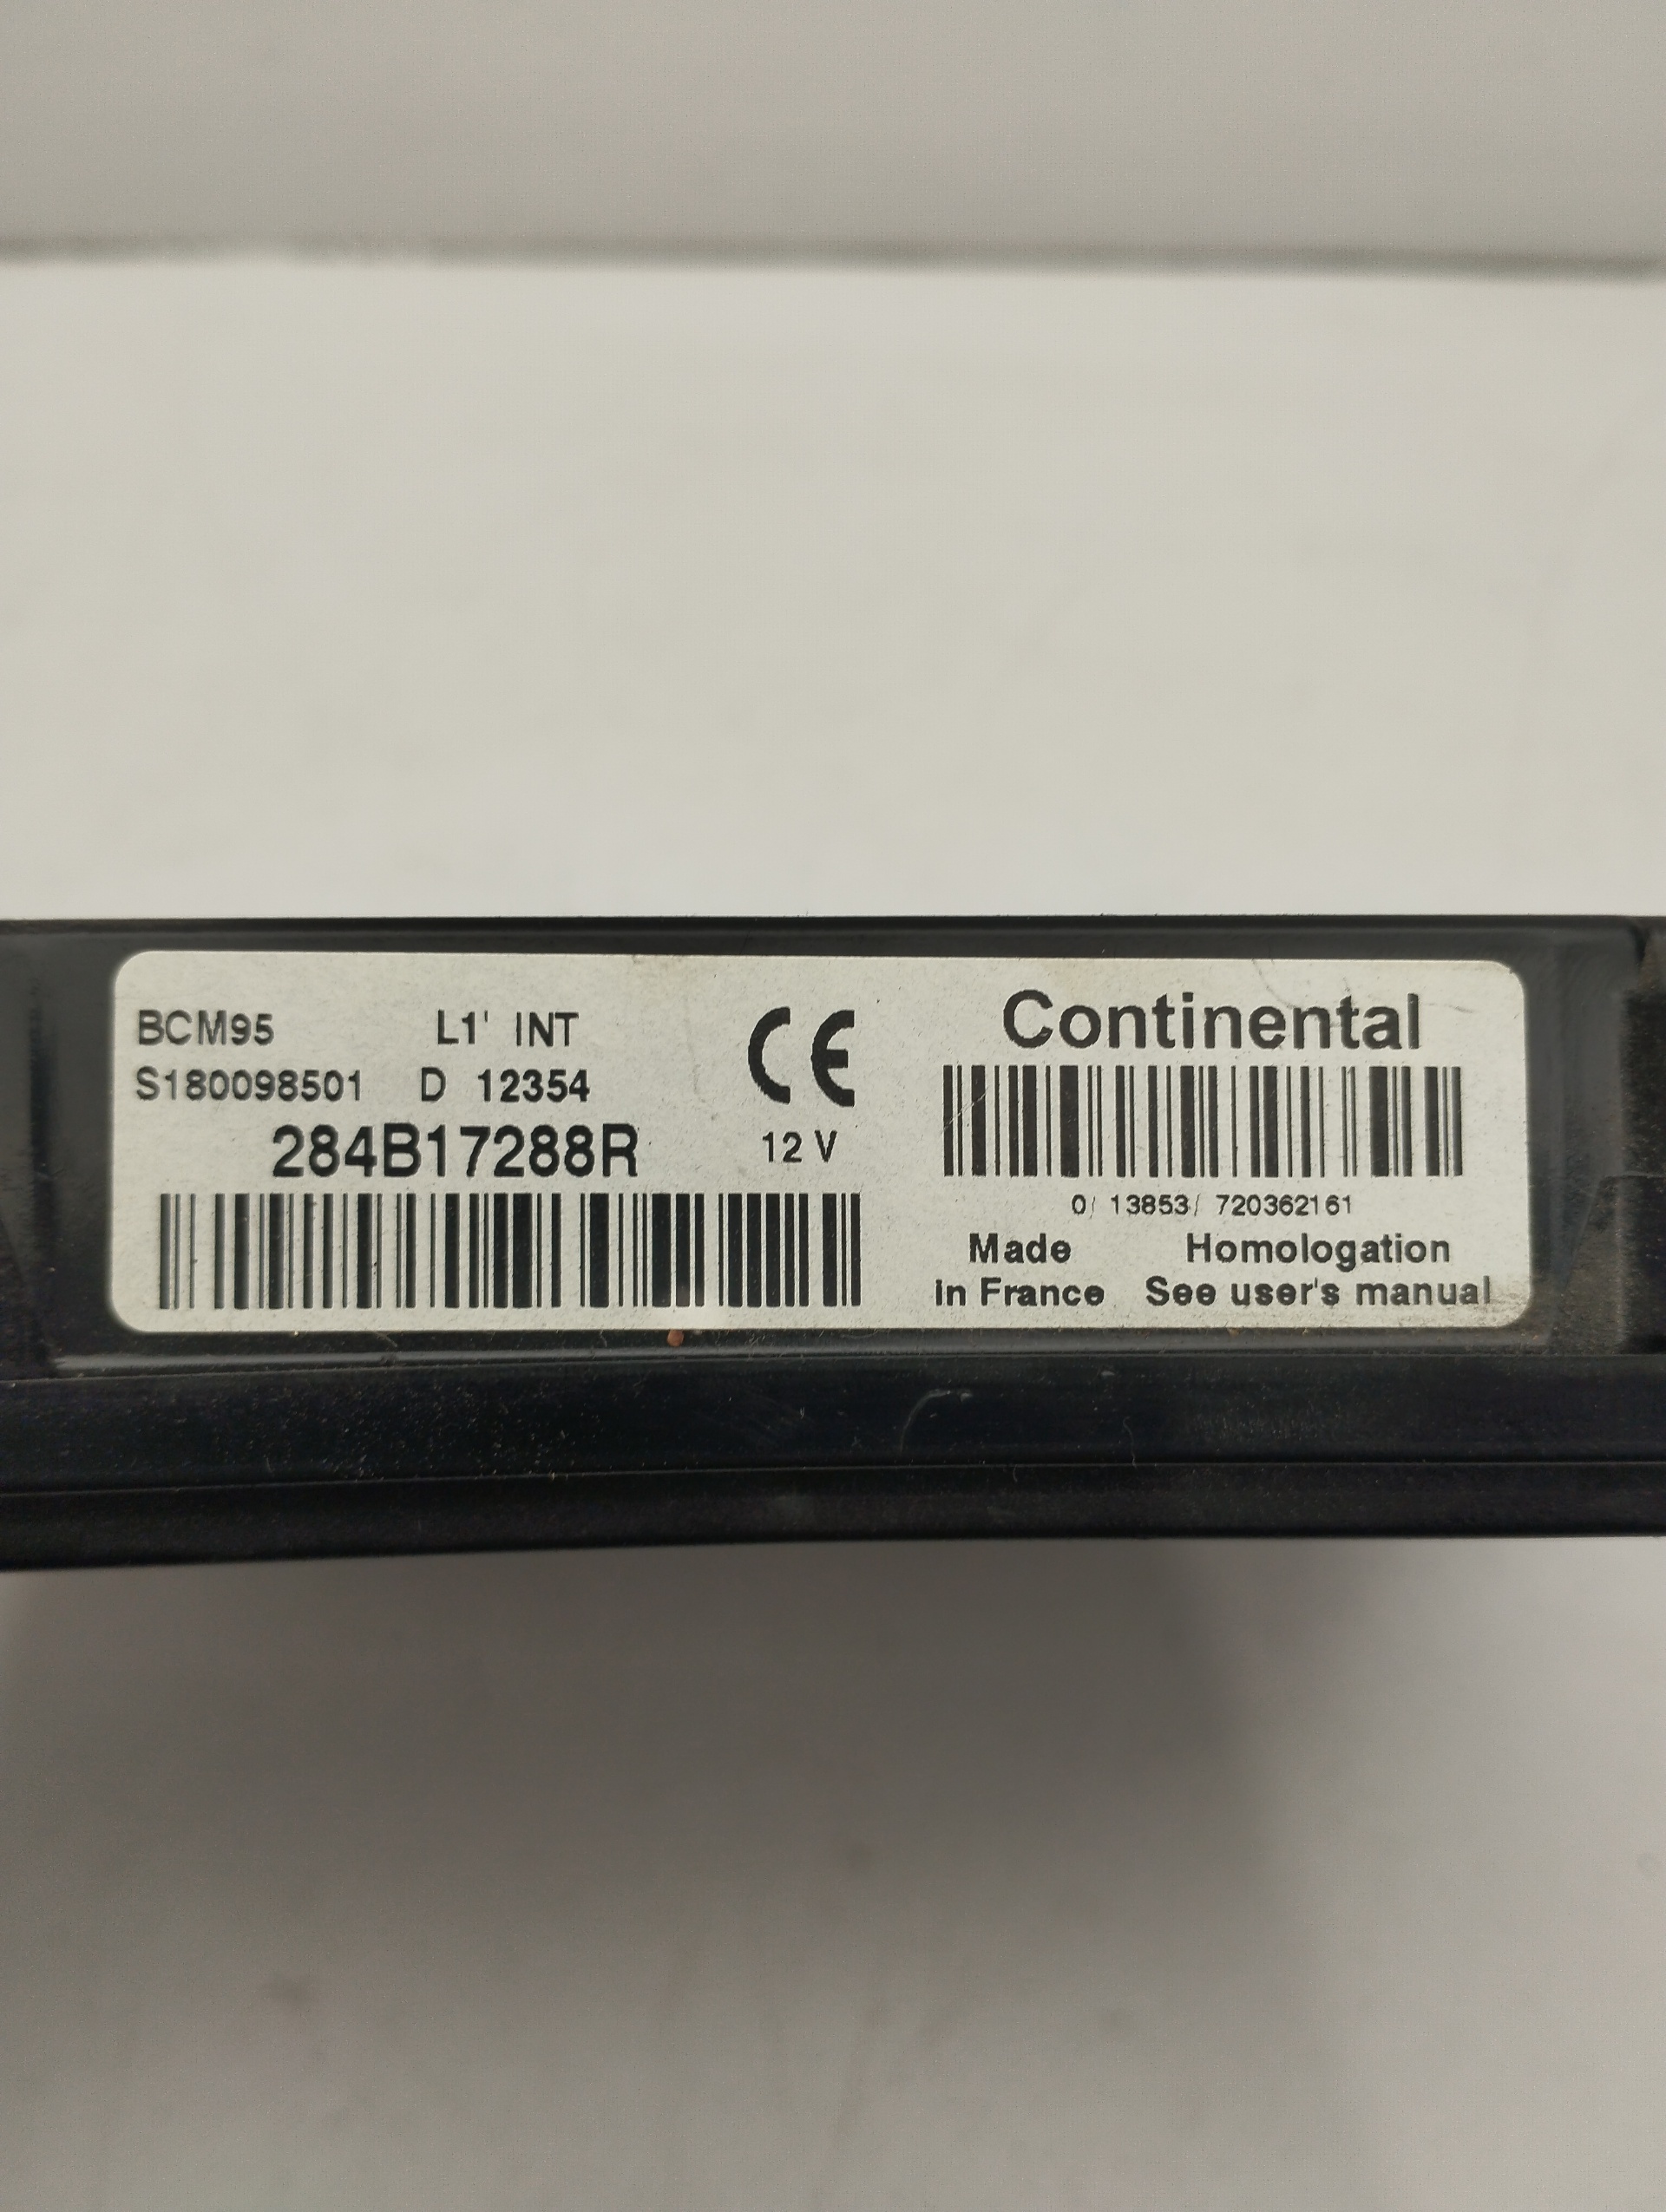 BCM95 L1' INT
S180098501 D 12354
284B17288R
CE
12 V
Continental
0/ 13853/ 720362161
Made
in France
Homologation
See user's manual